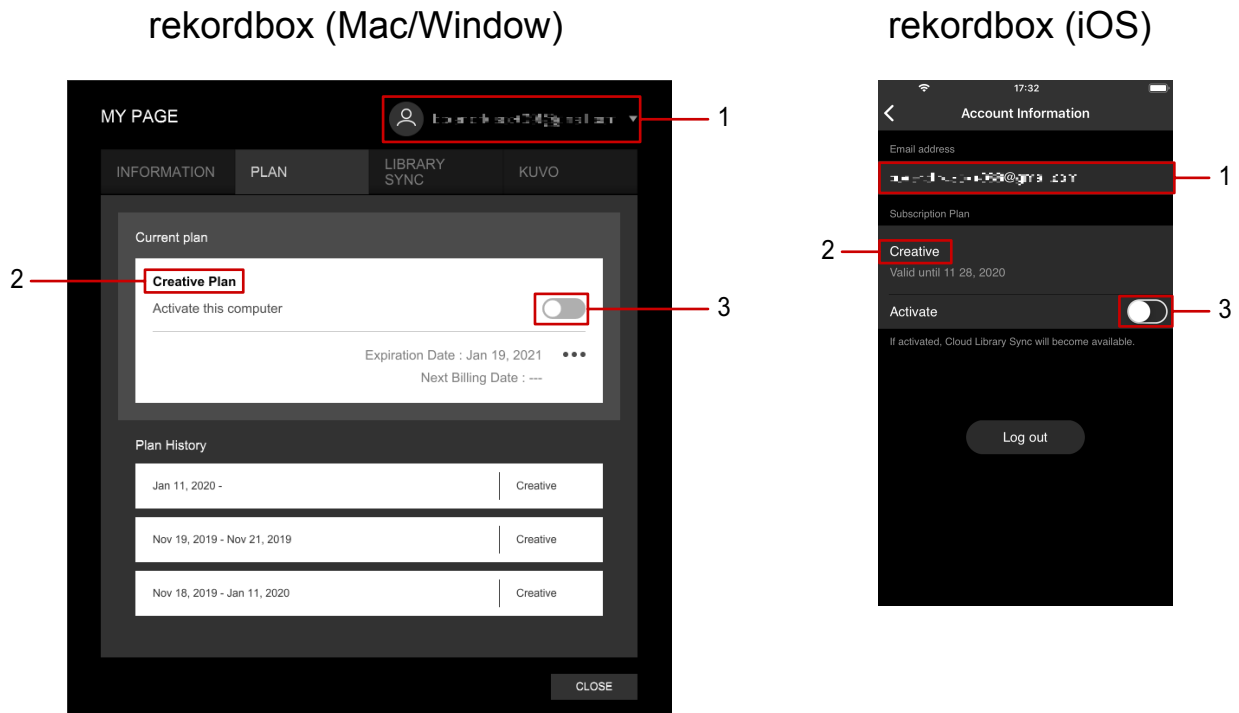 rekordbox (Mac/Window)
MY PAGE
1
INFORMATION
PLAN
LIBRARY
SYNC
KUVO
Current plan
2
Creative Plan
Activate this computer
3
Expiration Date : Jan 19, 2021
Next Billing Date : ---
Plan History
Jan 11, 2020 -
Creative
Nov 19, 2019 - Nov 21, 2019
Creative
Nov 18, 2019 - Jan 11, 2020
Creative
CLOSE
rekordbox (iOS)
17:32
Account Information
Email address
1
Subscription Plan
2
Creative
Valid until 11 28, 2020
Activate
3
If activated, Cloud Library Sync will become available.
Log out